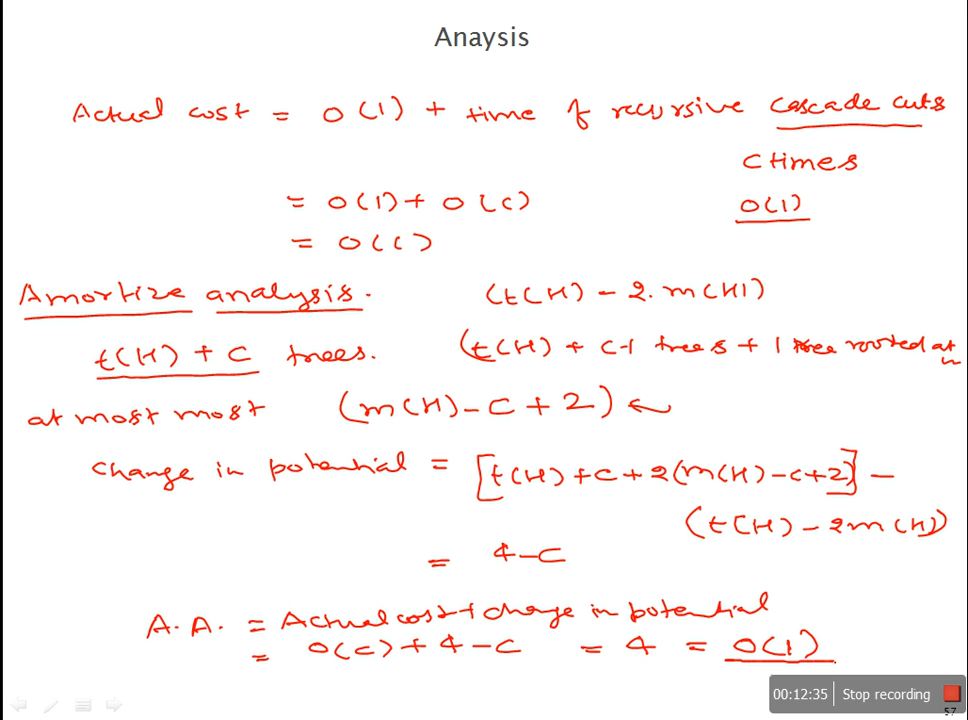 Anaysis
Actual cost = O(1) + time of recursive cascade cuts
c times
= O(1) + O(c)
O(1)
= O(c)
Amortize analysis.
(t(H) - 2.m(H))
t(H) + c trees.
(t(H) + c-1 trees + 1 tree rooted at
at most most (m(H) - c + 2) ←
change in potential = [t(H) + c + 2(m(H) - c + 2] -
(t(H) - 2m(H))
= 4 - c
A.A. = Actual cost + change in potential
= O(c) + 4 - c = 4 = O(1)
00:12:35 Stop recording
57